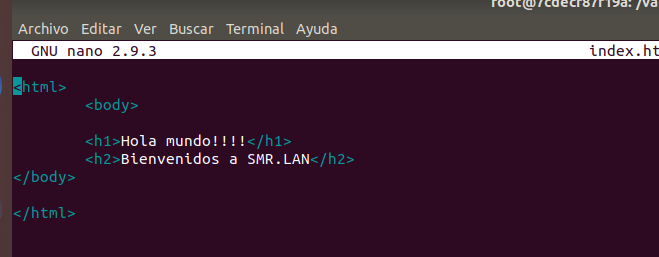 root@7cdecf87f19a: /va
Archivo Editar Ver Buscar Terminal Ayuda
GNU nano 2.9.3 index.ht
<html>
<body>
<h1>Hola mundo!!!!</h1>
<h2>Bienvenidos a SMR.LAN</h2>
</body>
</html>